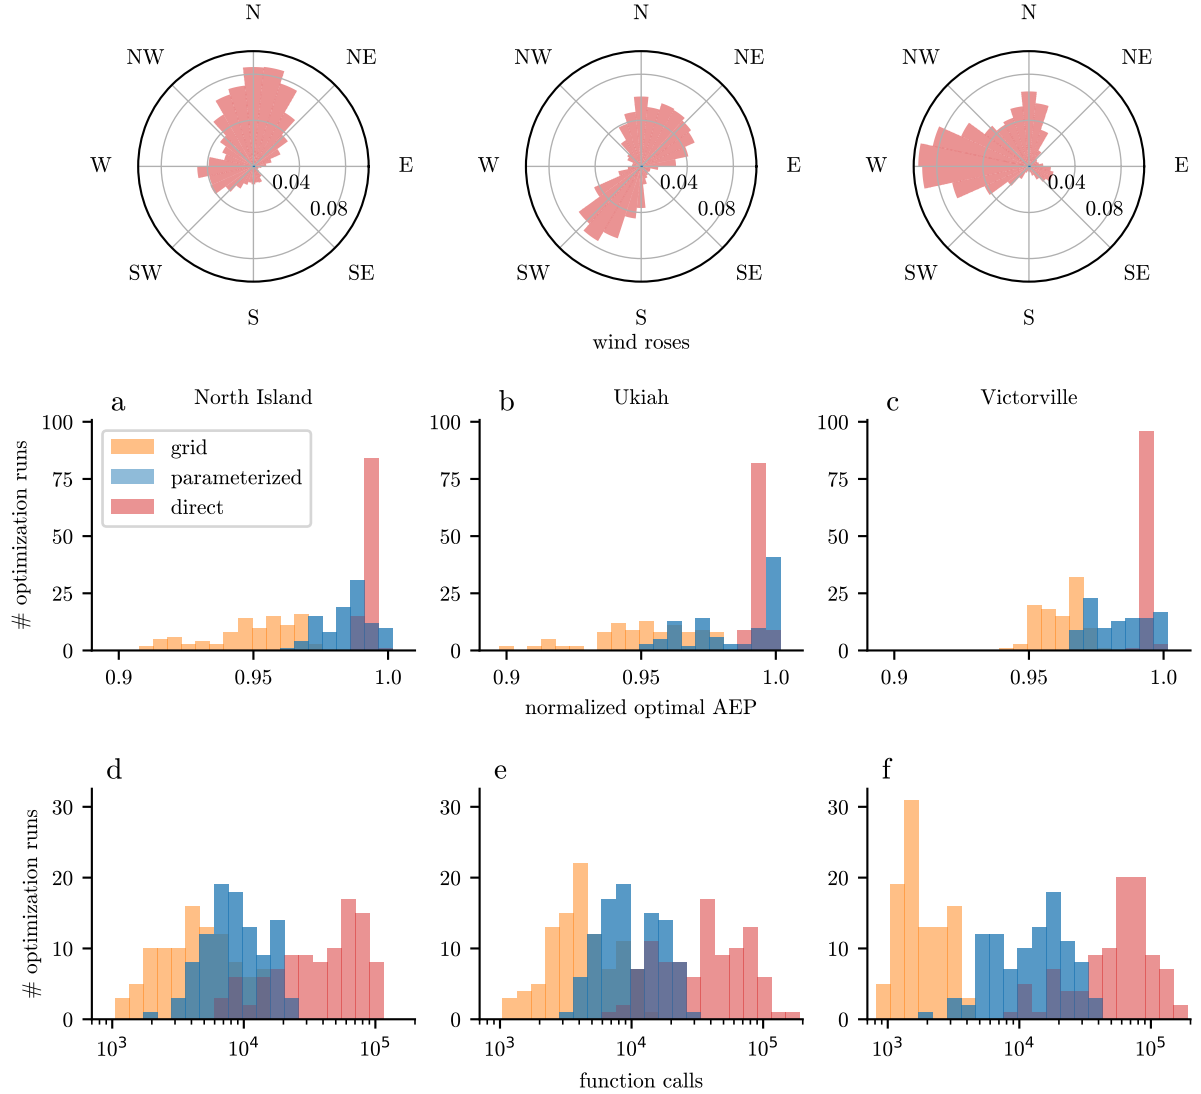 N N N
NW NE NW NE NW NE
W E W E W E
0.04 0.04 0.04
0.08 0.08 0.08
SW SE SW SE SW SE
S S S
wind roses
a North Island b Ukiah c Victorville
100 100 100
grid
parameterized
direct
75 75 75
50 50 50
25 25 25
0 0 0
# optimization runs
0.9 0.95 1.0 0.9 0.95 1.0 0.9 0.95 1.0
normalized optimal AEP
d e f
30 30 30
20 20 20
10 10 10
0 0 0
# optimization runs
10³ 10⁴ 10⁵ 10³ 10⁴ 10⁵ 10³ 10⁴ 10⁵
function calls